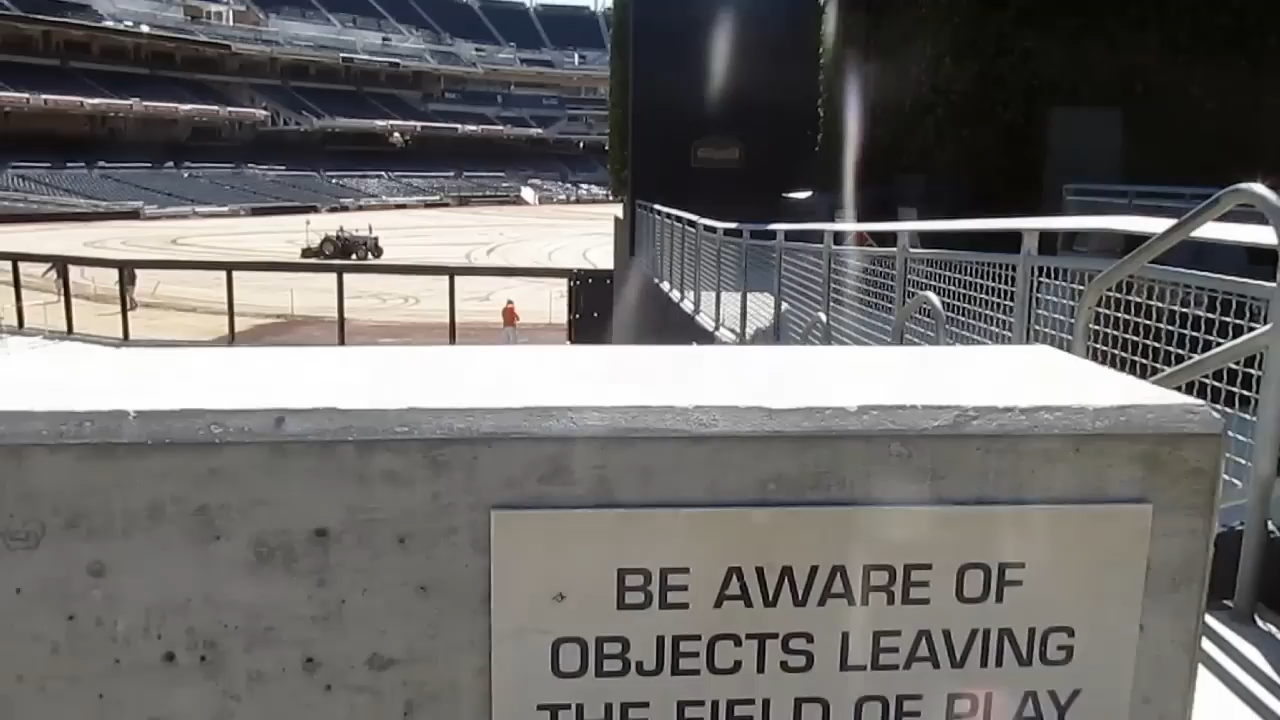 BE AWARE OF
OBJECTS LEAVING
THE FIELD OF PLAY